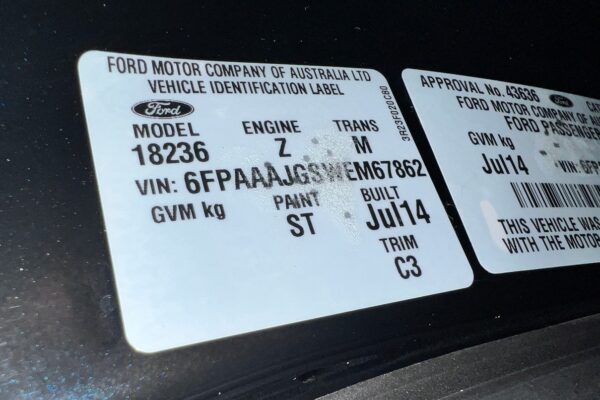 FORD MOTOR COMPANY OF AUSTRALIA LTD
VEHICLE IDENTIFICATION LABEL
Ford
MODEL ENGINE TRANS
18236 Z M
VIN: 6FPAAAJGSWEM67862
GVM kg PAINT BUILT
ST Jul14
TRIM
C3
3R23F020CB0
APPROVAL No. 43636 Ford
FORD MOTOR COMPANY OF
FORD
GVM kg
Jul14 VIN:
THIS VEHICLE WAS
WITH THE MOTOR